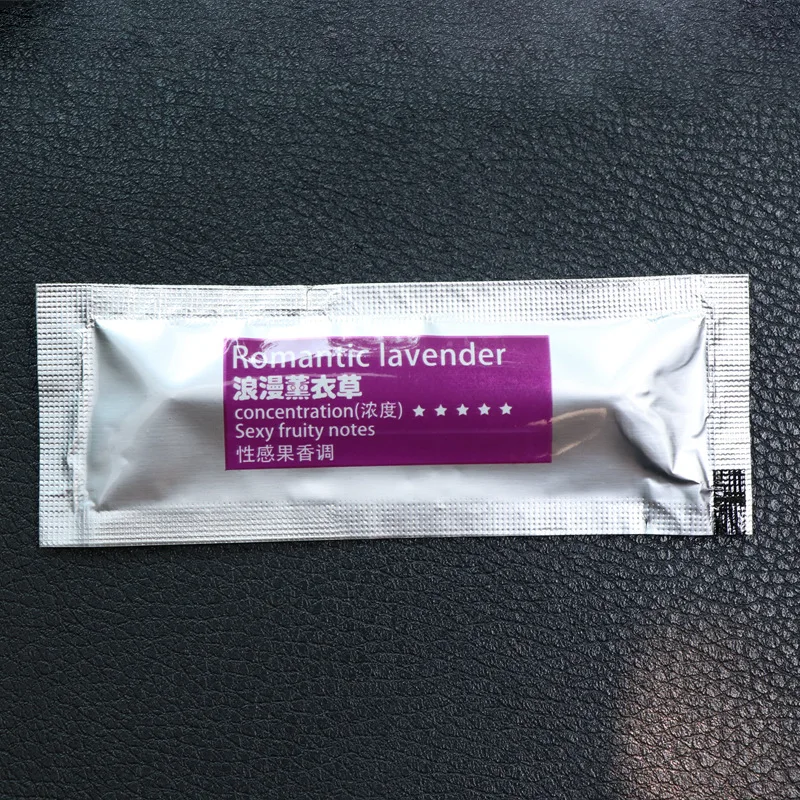 Romantic lavender
浪漫薰衣草
concentration(浓度) ★ ★ ★ ★ ★
Sexy fruity notes
性感果香调